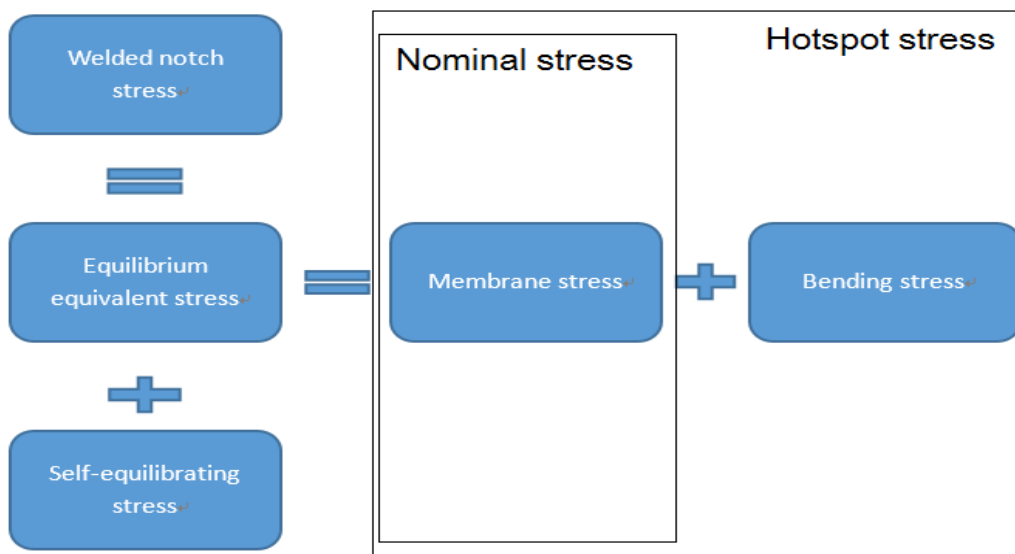 Welded notch
stress↵
Equilibrium
equivalent stress↵
Self-equilibrating
stress↵
Nominal stress
Membrane stress↵
Hotspot stress
Bending stress↵